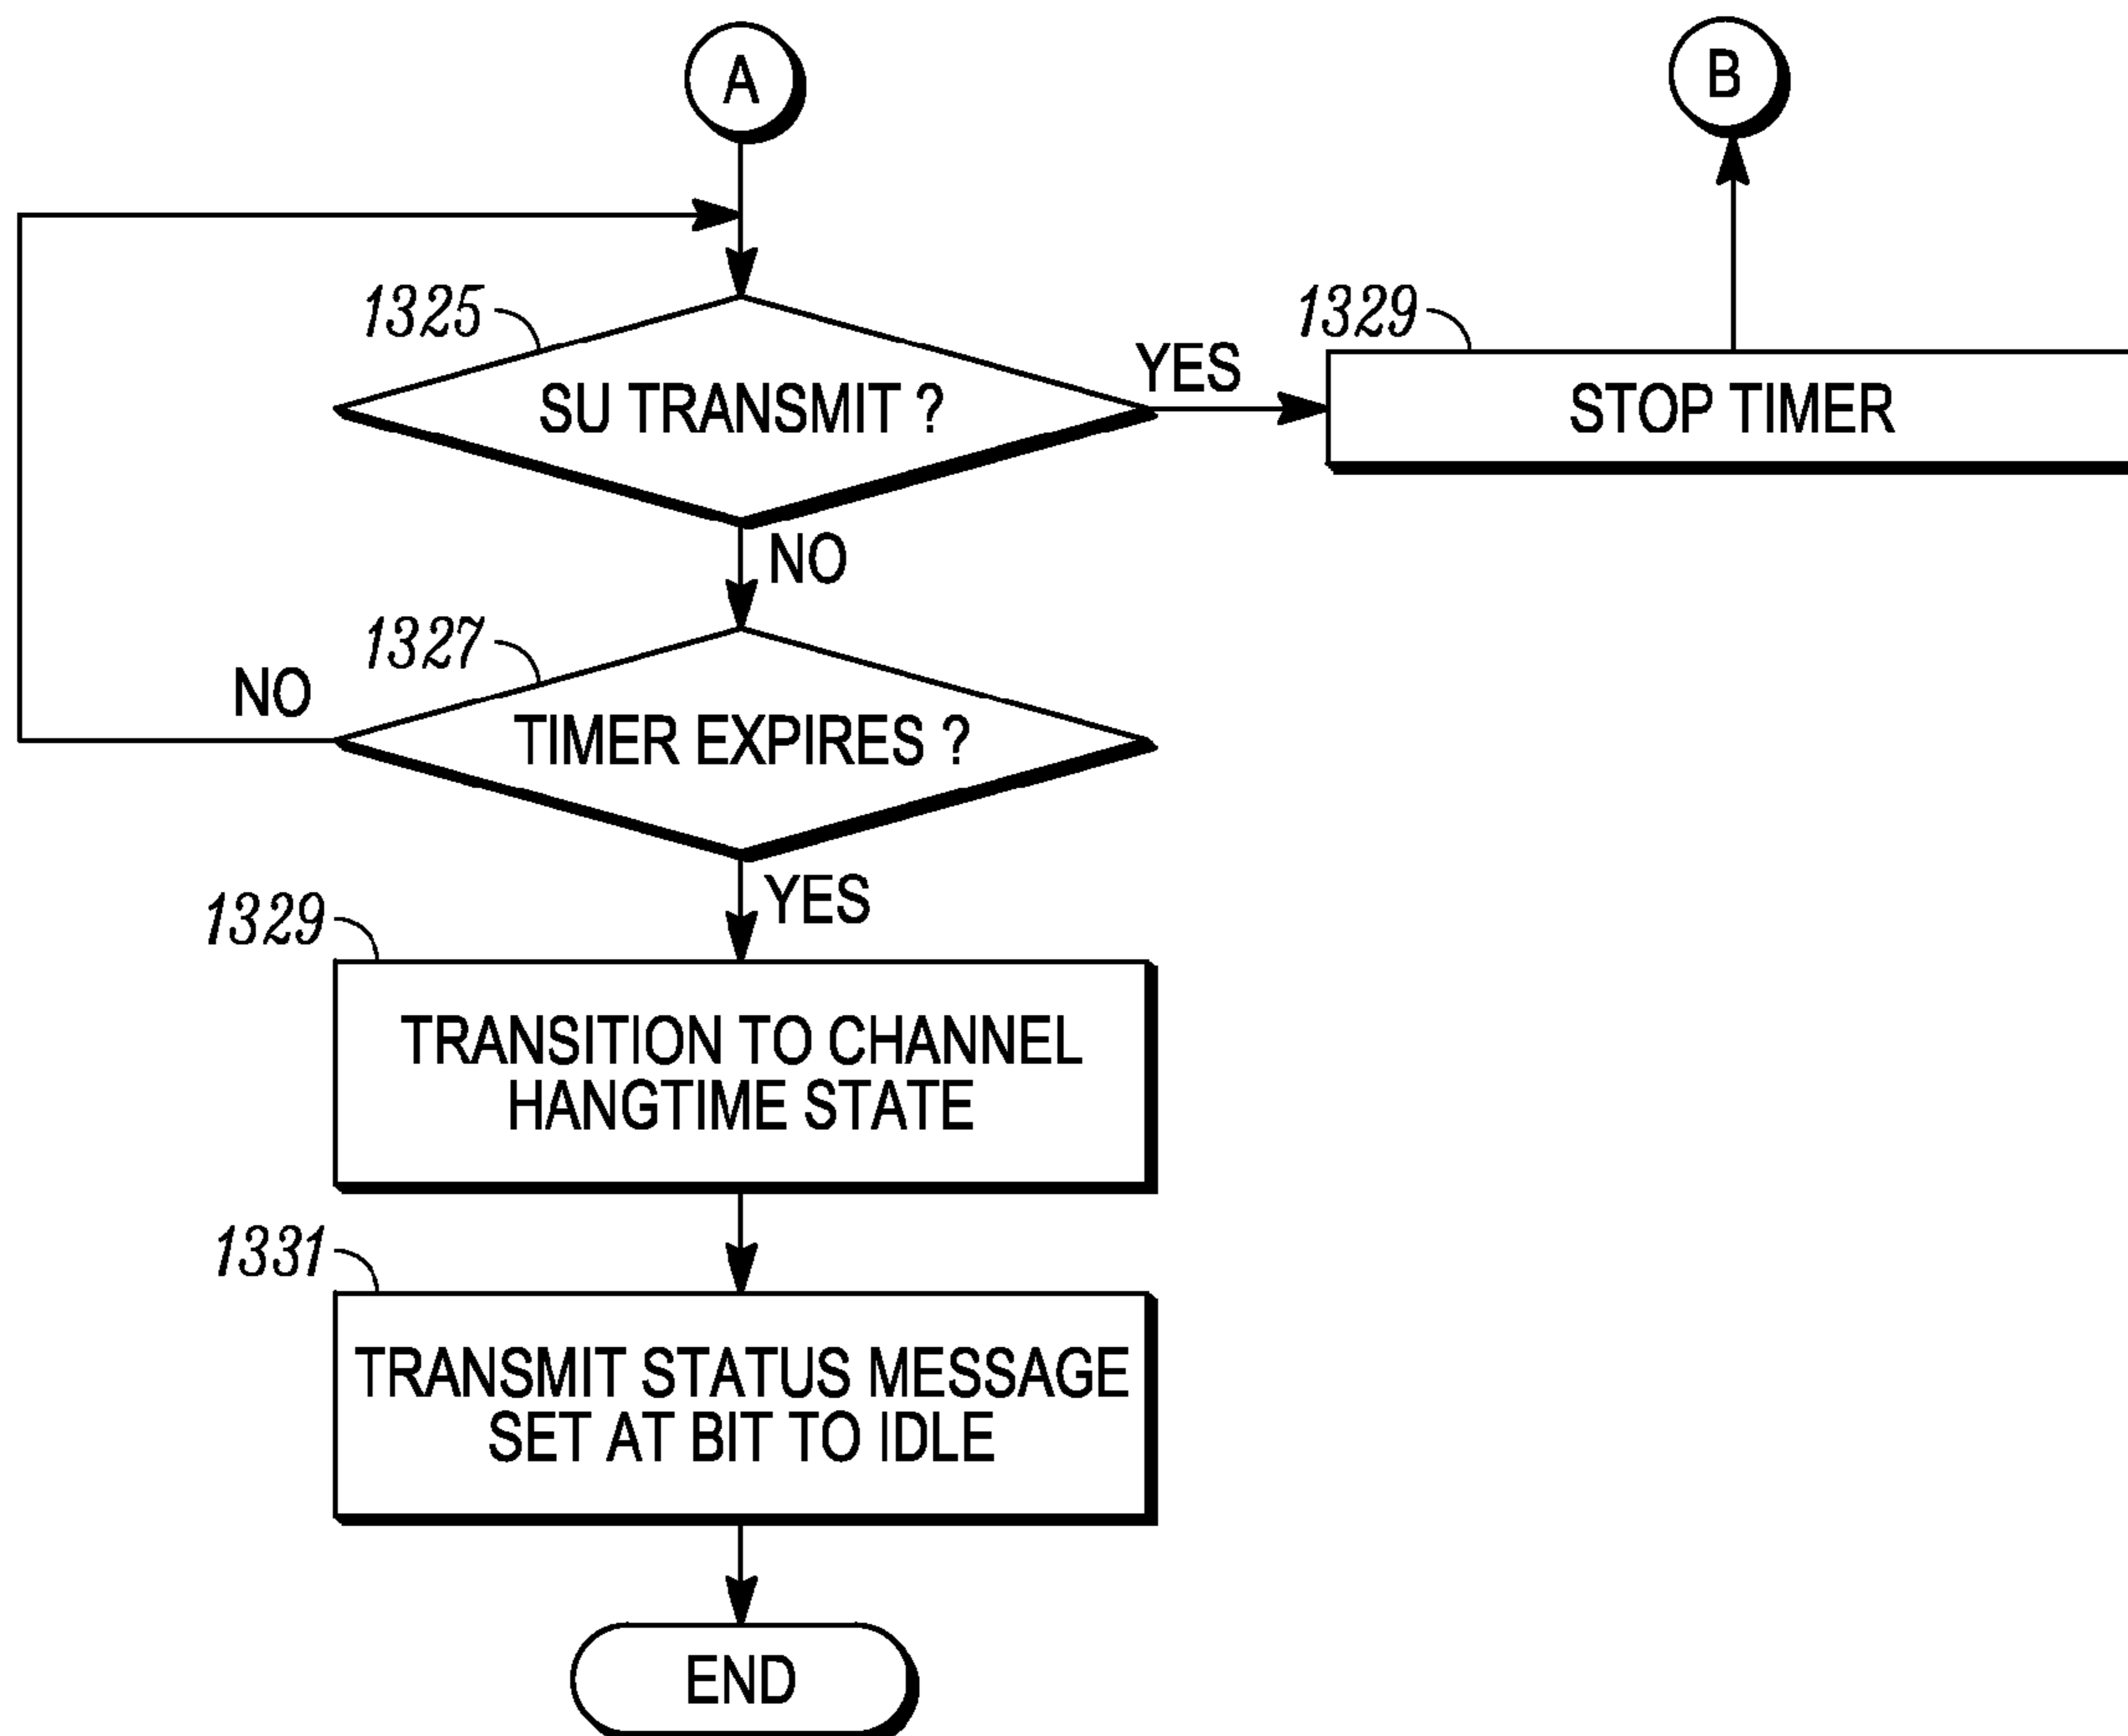 A
B
1325
SU TRANSMIT ?
YES
1329
STOP TIMER
NO
1327
NO
TIMER EXPIRES ?
YES
1329
TRANSITION TO CHANNEL
HANGTIME STATE
1331
TRANSMIT STATUS MESSAGE
SET AT BIT TO IDLE
END